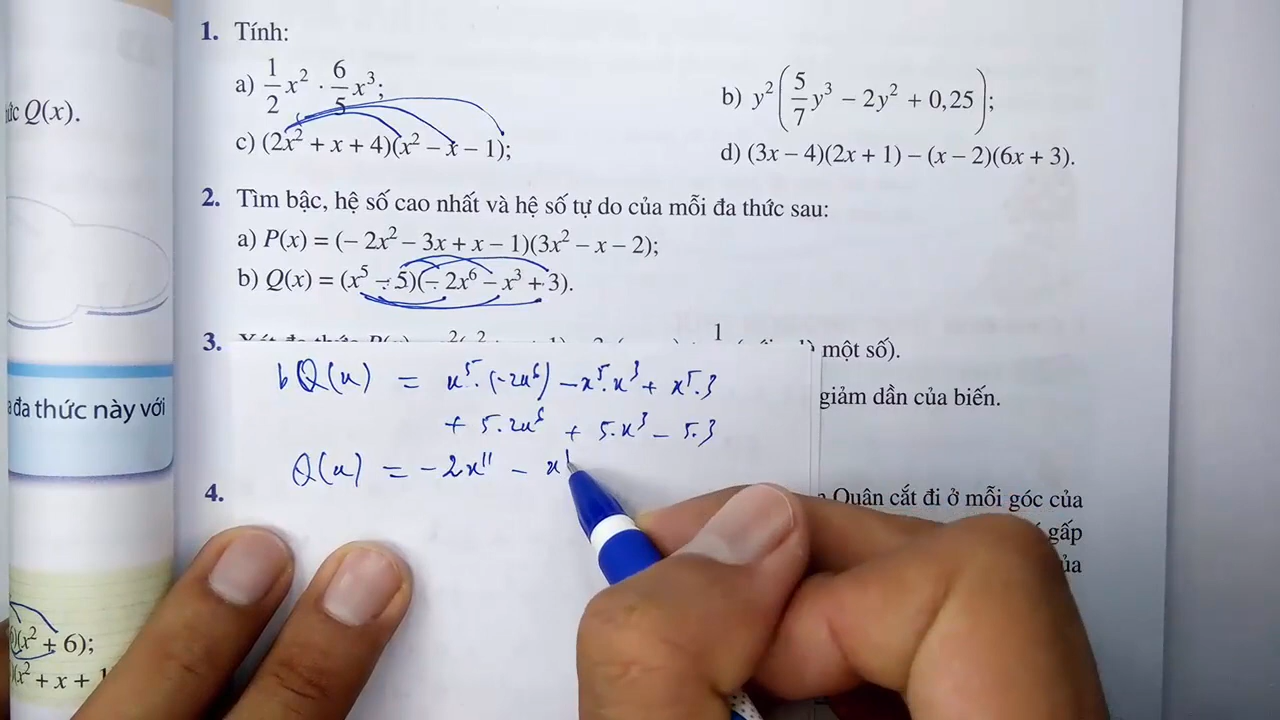 ức Q(x).
1. Tính:
a) 1/2 x² · 6/5 x³;
b) y² (5/7 y³ − 2y² + 0,25);
c) (2x² + x + 4)(x² − x − 1);
d) (3x − 4)(2x + 1) − (x − 2)(6x + 3).
2. Tìm bậc, hệ số cao nhất và hệ số tự do của mỗi đa thức sau:
a) P(x) = (− 2x² − 3x + x − 1)(3x² − x − 2);
b) Q(x) = (x⁵ − 5)(− 2x⁶ − x³ + 3).
3.
một số).
giảm dần của biến.
a đa thức này với
b Q(x) = x⁵.(-2x⁶) − x⁵.x³ + x⁵.3
+ 5.2x⁶ + 5.x³ − 5.3
Q(x) = −2x¹¹ − x
4.
Quân cắt đi ở mỗi góc của
gấp
ủa
)(x² + 6);
)(x² + x +